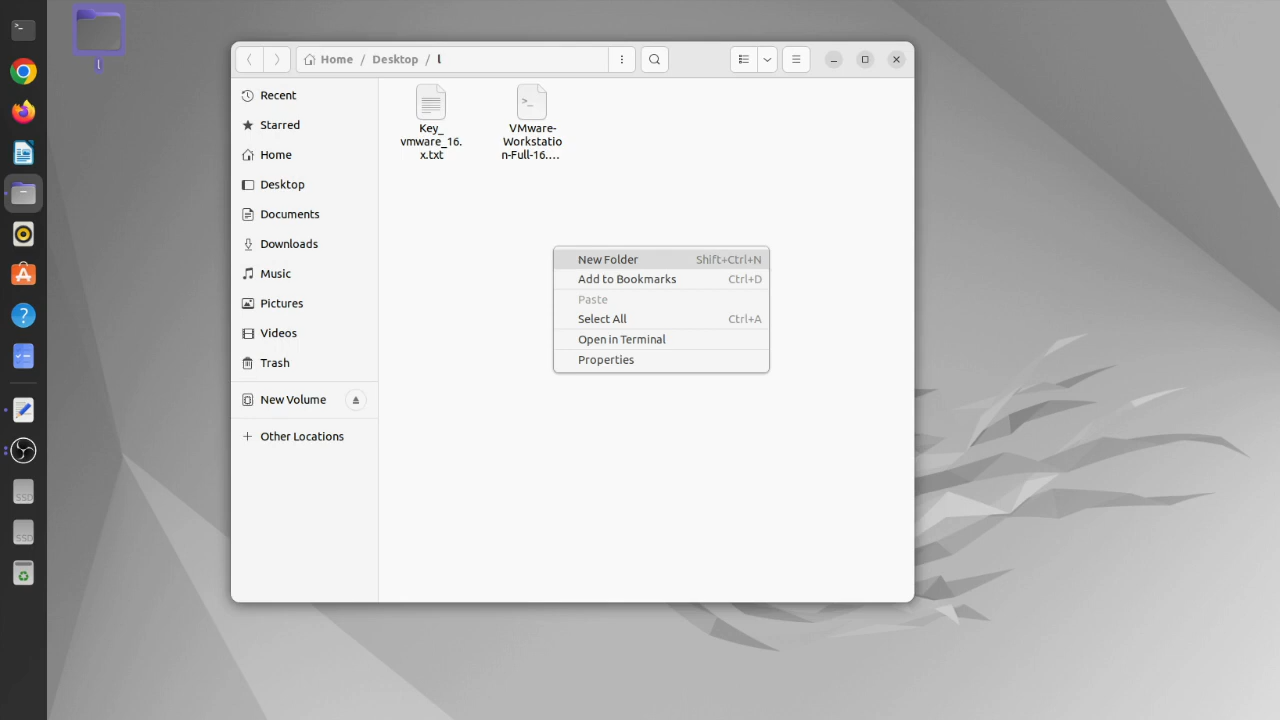 l
Home / Desktop / l
Recent
Starred
Home
Desktop
Documents
Downloads
Music
Pictures
Videos
Trash
New Volume
Other Locations
Key_
vmware_16.
x.txt
VMware-
Workstatio
n-Full-16....
New Folder Shift+Ctrl+N
Add to Bookmarks Ctrl+D
Paste
Select All Ctrl+A
Open in Terminal
Properties
SSD
SSD